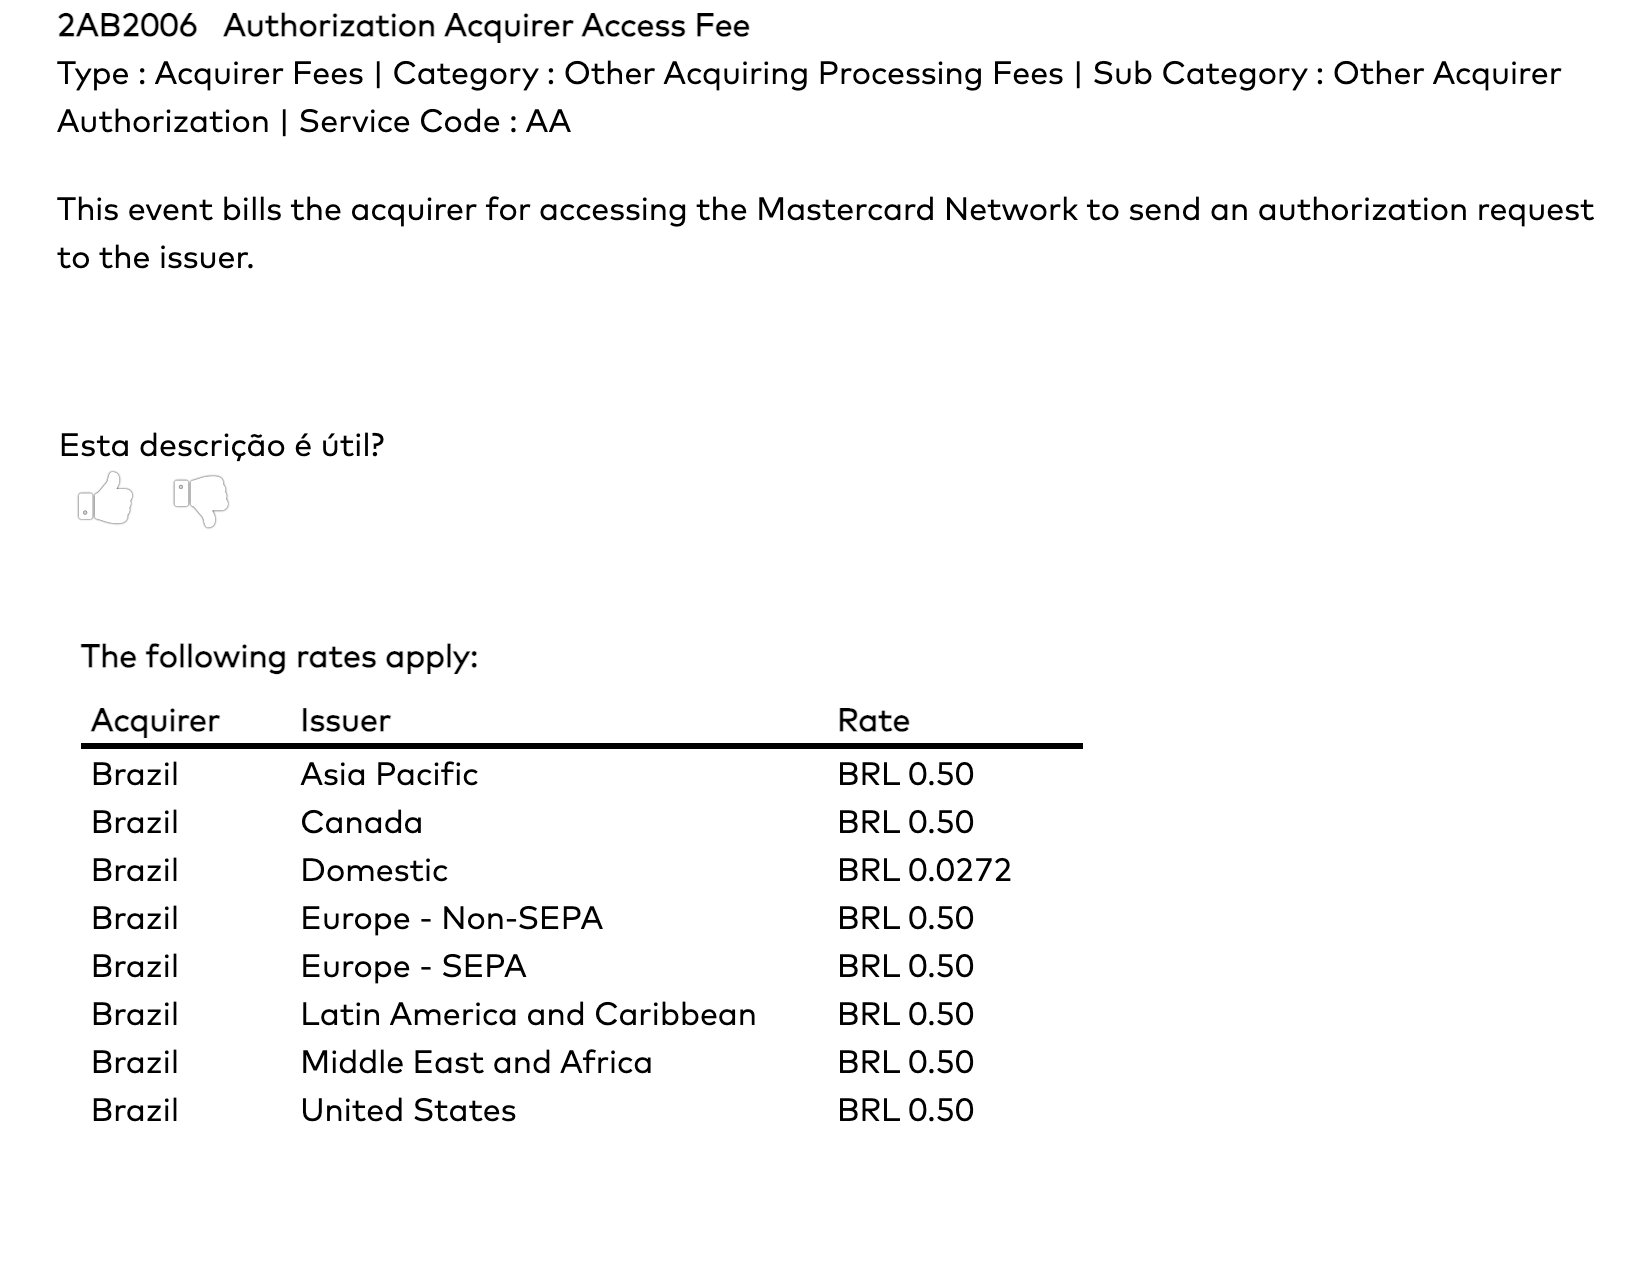 2AB2006 Authorization Acquirer Access Fee
Type : Acquirer Fees | Category : Other Acquiring Processing Fees | Sub Category : Other Acquirer
Authorization | Service Code : AA
This event bills the acquirer for accessing the Mastercard Network to send an authorization request
to the issuer.
Esta descrição é útil?
The following rates apply:
Acquirer Issuer Rate
Brazil Asia Pacific BRL 0.50
Brazil Canada BRL 0.50
Brazil Domestic BRL 0.0272
Brazil Europe - Non-SEPA BRL 0.50
Brazil Europe - SEPA BRL 0.50
Brazil Latin America and Caribbean BRL 0.50
Brazil Middle East and Africa BRL 0.50
Brazil United States BRL 0.50